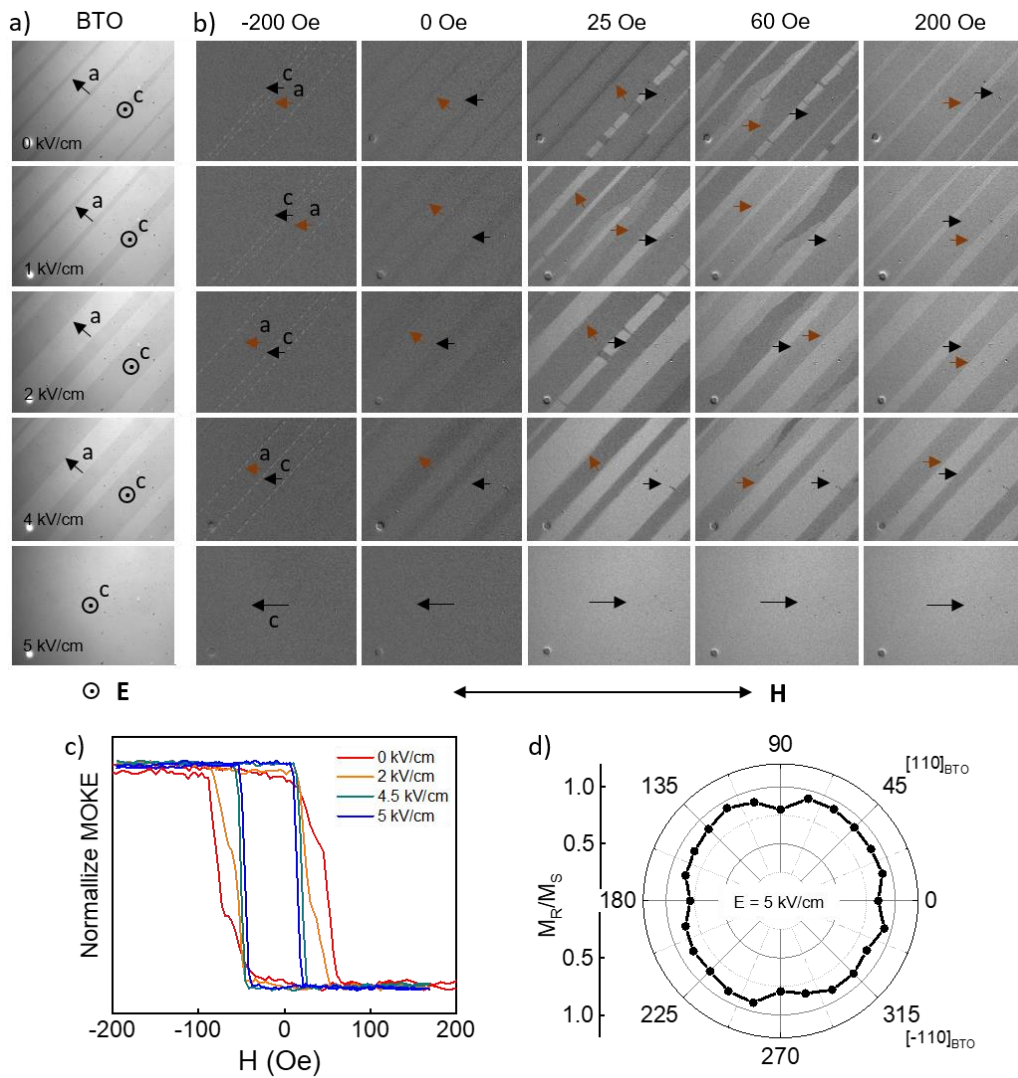 a) BTO b) -200 Oe 0 Oe 25 Oe 60 Oe 200 Oe
a c 0 kV/cm c a
a c 1 kV/cm c a
a c 2 kV/cm a c
a c 4 kV/cm a c
c 5 kV/cm c
E H
c)
Normallize MOKE
0 kV/cm
2 kV/cm
4.5 kV/cm
5 kV/cm
-200 -100 0 100 200
H (Oe)
d)
90
135 45 [110]BTO
1.0
0.5
MR/MS
180 E = 5 kV/cm 0
0.5
1.0
225 315 [-110]BTO
270